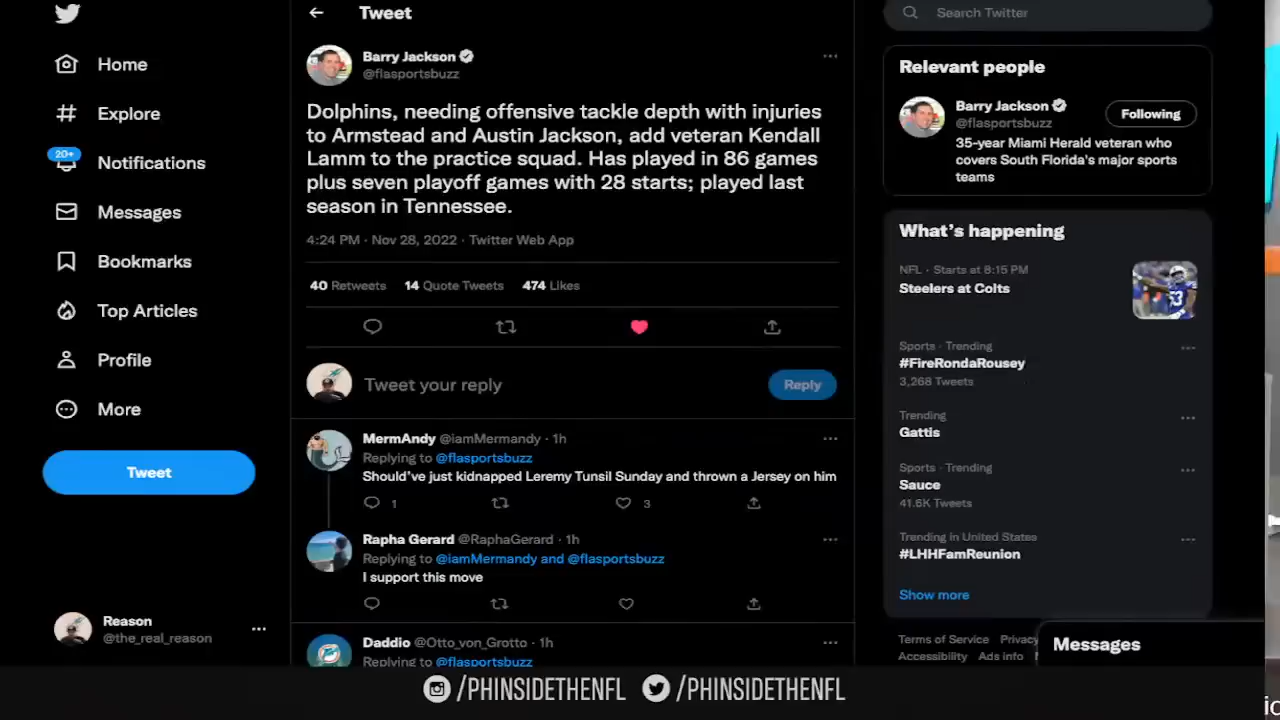 Home
Explore
20+
Notifications
Messages
Bookmarks
Top Articles
Profile
More
Tweet
Reason
@the_real_reason
Tweet
Barry Jackson
@flasportsbuzz
Dolphins, needing offensive tackle depth with injuries
to Armstead and Austin Jackson, add veteran Kendall
Lamm to the practice squad. Has played in 86 games
plus seven playoff games with 28 starts; played last
season in Tennessee.
4:24 PM · Nov 28, 2022 · Twitter Web App
40 Retweets 14 Quote Tweets 474 Likes
Tweet your reply
Reply
MermAndy @iamMermandy · 1h
Replying to @flasportsbuzz
Should've just kidnapped Leremy Tunsil Sunday and thrown a Jersey on him
1 3
Rapha Gerard @RaphaGerard · 1h
Replying to @iamMermandy and @flasportsbuzz
I support this move
Daddio @Otto_von_Grotto · 1h
Replying to @flasportsbuzz
Search Twitter
Relevant people
Barry Jackson
@flasportsbuzz
Following
35-year Miami Herald veteran who
covers South Florida's major sports
teams
What's happening
NFL · Starts at 8:15 PM
Steelers at Colts
Sports · Trending
#FireRondaRousey
3,268 Tweets
Trending
Gattis
Sports · Trending
Sauce
41.6K Tweets
Trending in United States
#LHHFamReunion
Show more
Terms of Service Privacy
Accessibility Ads info
Messages
/PHINSIDETHENFL /PHINSIDETHENFL